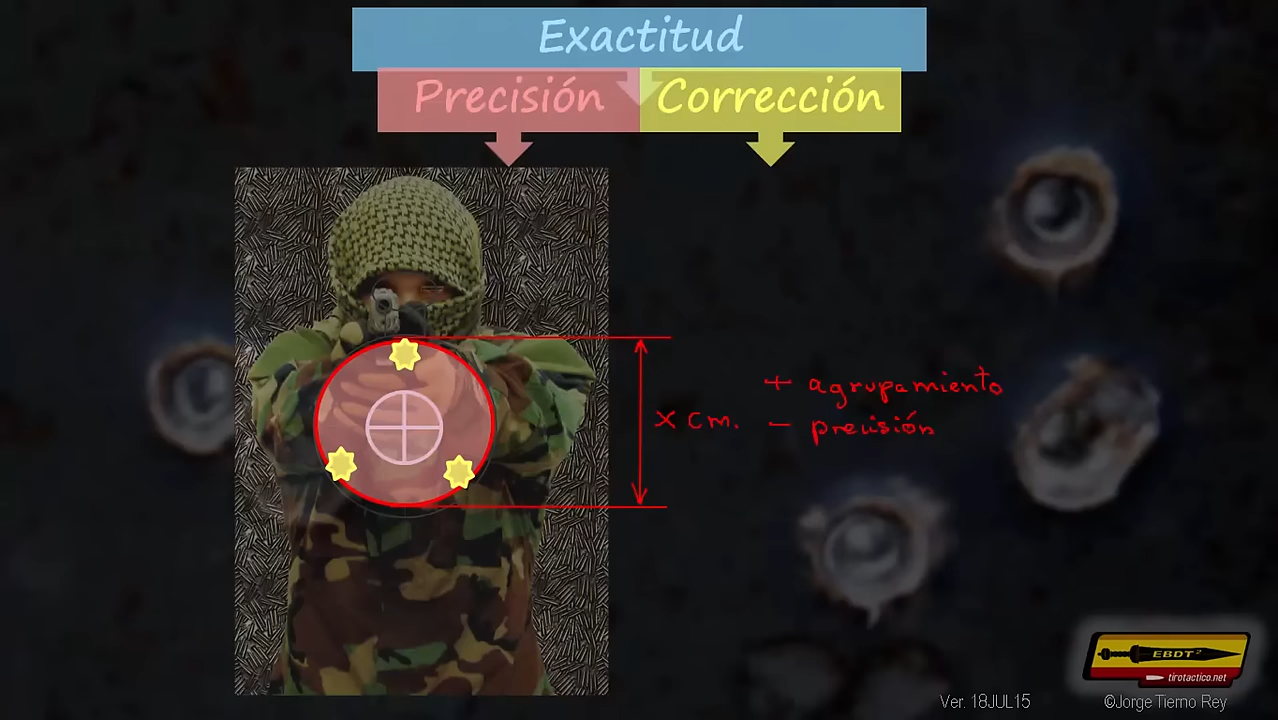 Exactitud
Precisión Corrección
+ agrupamiento
x cm. - precisión
EBDT²
tirotactico.net
Ver. 18JUL15 ©Jorge Tierno Rey